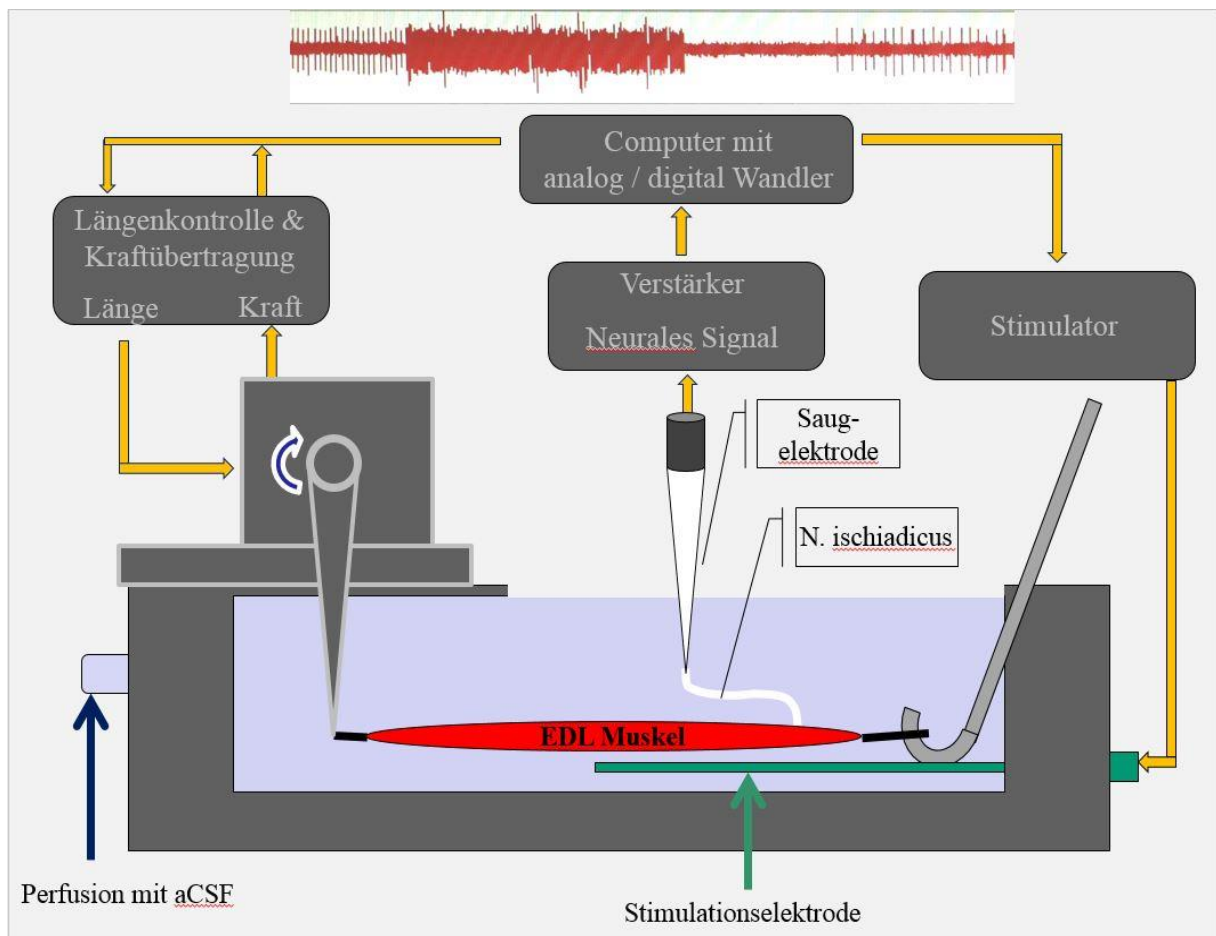 Computer mit
analog / digital Wandler
Längenkontrolle &
Kraftübertragung
Länge Kraft
Verstärker
Neurales Signal
Stimulator
Saug-
elektrode
N. ischiadicus
EDL Muskel
Perfusion mit aCSF
Stimulationselektrode